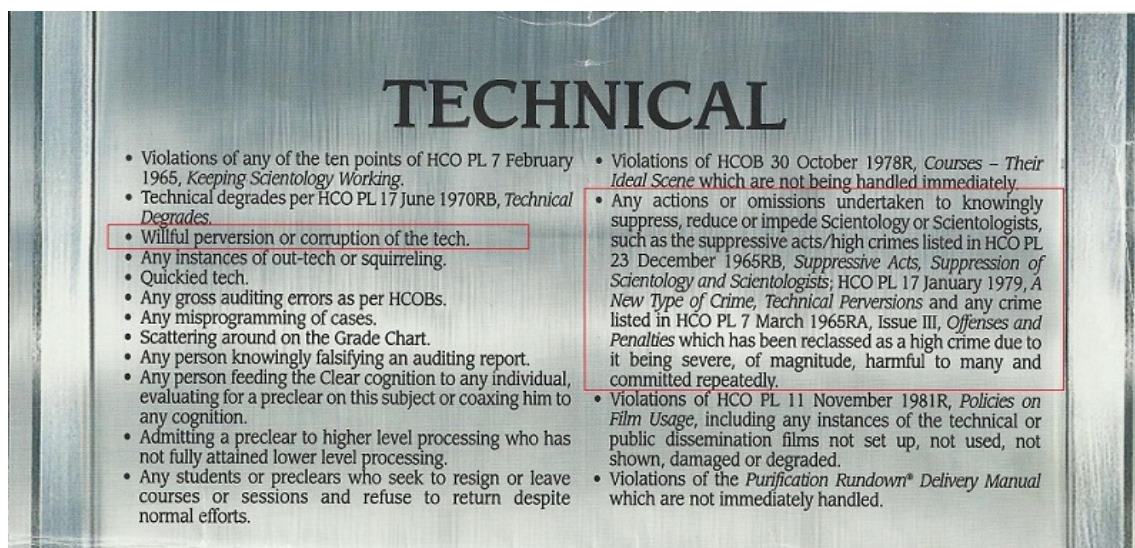 TECHNICAL
• Violations of any of the ten points of HCO PL 7 February
1965, Keeping Scientology Working.
• Technical degrades per HCO PL 17 June 1970RB, Technical
Degrades.
• Willful perversion or corruption of the tech.
• Any instances of out-tech or squirreling.
• Quickied tech.
• Any gross auditing errors as per HCOBs.
• Any misprogramming of cases.
• Scattering around on the Grade Chart.
• Any person knowingly falsifying an auditing report.
• Any person feeding the Clear cognition to any individual,
evaluating for a preclear on this subject or coaxing him to
any cognition.
• Admitting a preclear to higher level processing who has
not fully attained lower level processing.
• Any students or preclears who seek to resign or leave
courses or sessions and refuse to return despite
normal efforts.
• Violations of HCOB 30 October 1978R, Courses – Their
Ideal Scene which are not being handled immediately.
• Any actions or omissions undertaken to knowingly
suppress, reduce or impede Scientology or Scientologists,
such as the suppressive acts/high crimes listed in HCO PL
23 December 1965RB, Suppressive Acts, Suppression of
Scientology and Scientologists; HCO PL 17 January 1979, A
New Type of Crime, Technical Perversions and any crime
listed in HCO PL 7 March 1965RA, Issue III, Offenses and
Penalties which has been reclassed as a high crime due to
it being severe, of magnitude, harmful to many and
committed repeatedly.
• Violations of HCO PL 11 November 1981R, Policies on
Film Usage, including any instances of the technical or
public dissemination films not set up, not used, not
shown, damaged or degraded.
• Violations of the Purification Rundown® Delivery Manual
which are not immediately handled.